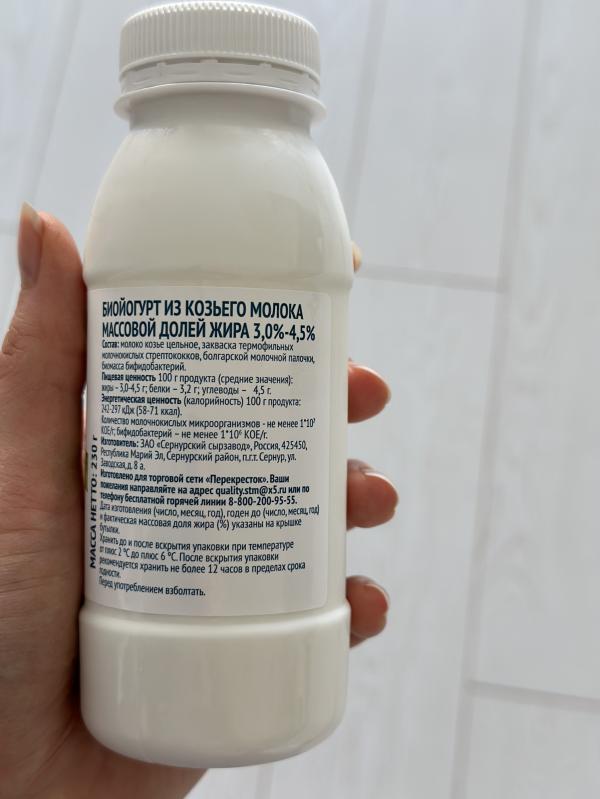 БИОЙОГУРТ ИЗ КОЗЬЕГО МОЛОКА
МАССОВОЙ ДОЛЕЙ ЖИРА 3,0%-4,5%
Состав: молоко козье цельное, закваска термофильных
молочнокислых стрептококков, болгарской молочной палочки,
биомасса бифидобактерий.
Пищевая ценность 100 г продукта (средние значения):
жиры – 3,0-4,5 г; белки – 3,2 г; углеводы – 4,5 г.
Энергетическая ценность (калорийность) 100 г продукта:
242-297 кДж (58-71 ккал).
Количество молочнокислых микроорганизмов - не менее 1*10⁷
КОЕ/г; бифидобактерий – не менее 1*10⁶ КОЕ/г.
Изготовитель: ЗАО «Сернурский сырзавод», Россия, 425450,
Республика Марий Эл, Сернурский район, п.г.т. Сернур, ул.
Заводская, д. 8 а.
Изготовлено для торговой сети «Перекресток». Ваши
пожелания направляйте на адрес quality.stm@x5.ru или по
телефону бесплатной горячей линии 8-800-200-95-55.
Дата изготовления (число, месяц, год), годен до (число, месяц, год)
и фактическая массовая доля жира (%) указаны на крышке
бутылки.
Хранить до и после вскрытия упаковки при температуре
от плюс 2 °С до плюс 6 °С. После вскрытия упаковки
рекомендуется хранить не более 12 часов в пределах срока
годности.
Перед употреблением взболтать.
МАССА НЕТТО: 230 г